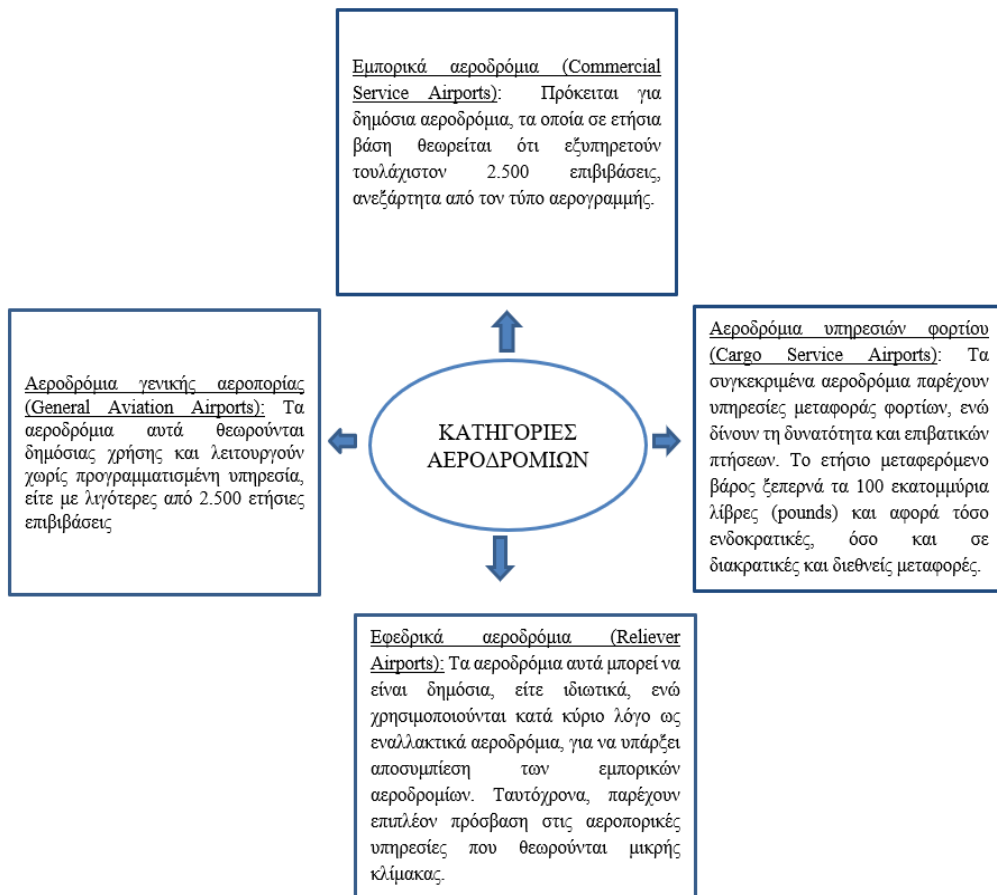 Εμπορικά αεροδρόμια (Commercial
Service Airports): Πρόκειται για
δημόσια αεροδρόμια, τα οποία σε ετήσια
βάση θεωρείται ότι εξυπηρετούν
τουλάχιστον 2.500 επιβιβάσεις,
ανεξάρτητα από τον τύπο αερογραμμής.
Αεροδρόμια γενικής αεροπορίας
(General Aviation Airports): Τα
αεροδρόμια αυτά θεωρούνται
δημόσιας χρήσης και λειτουργούν
χωρίς προγραμματισμένη υπηρεσία,
είτε με λιγότερες από 2.500 ετήσιες
επιβιβάσεις
ΚΑΤΗΓΟΡΙΕΣ
ΑΕΡΟΔΡΟΜΙΩΝ
Αεροδρόμια υπηρεσιών φορτίου
(Cargo Service Airports): Τα
συγκεκριμένα αεροδρόμια παρέχουν
υπηρεσίες μεταφοράς φορτίων, ενώ
δίνουν τη δυνατότητα και επιβατικών
πτήσεων. Το ετήσιο μεταφερόμενο
βάρος ξεπερνά τα 100 εκατομμύρια
λίβρες (pounds) και αφορά τόσο
ενδοκρατικές, όσο και σε
διακρατικές και διεθνείς μεταφορές.
Εφεδρικά αεροδρόμια (Reliever
Airports): Τα αεροδρόμια αυτά μπορεί να
είναι δημόσια, είτε ιδιωτικά, ενώ
χρησιμοποιούνται κατά κύριο λόγο ως
εναλλακτικά αεροδρόμια, για να υπάρξει
αποσυμπίεση των εμπορικών
αεροδρομίων. Ταυτόχρονα, παρέχουν
επιπλέον πρόσβαση στις αεροπορικές
υπηρεσίες που θεωρούνται μικρής
κλίμακας.